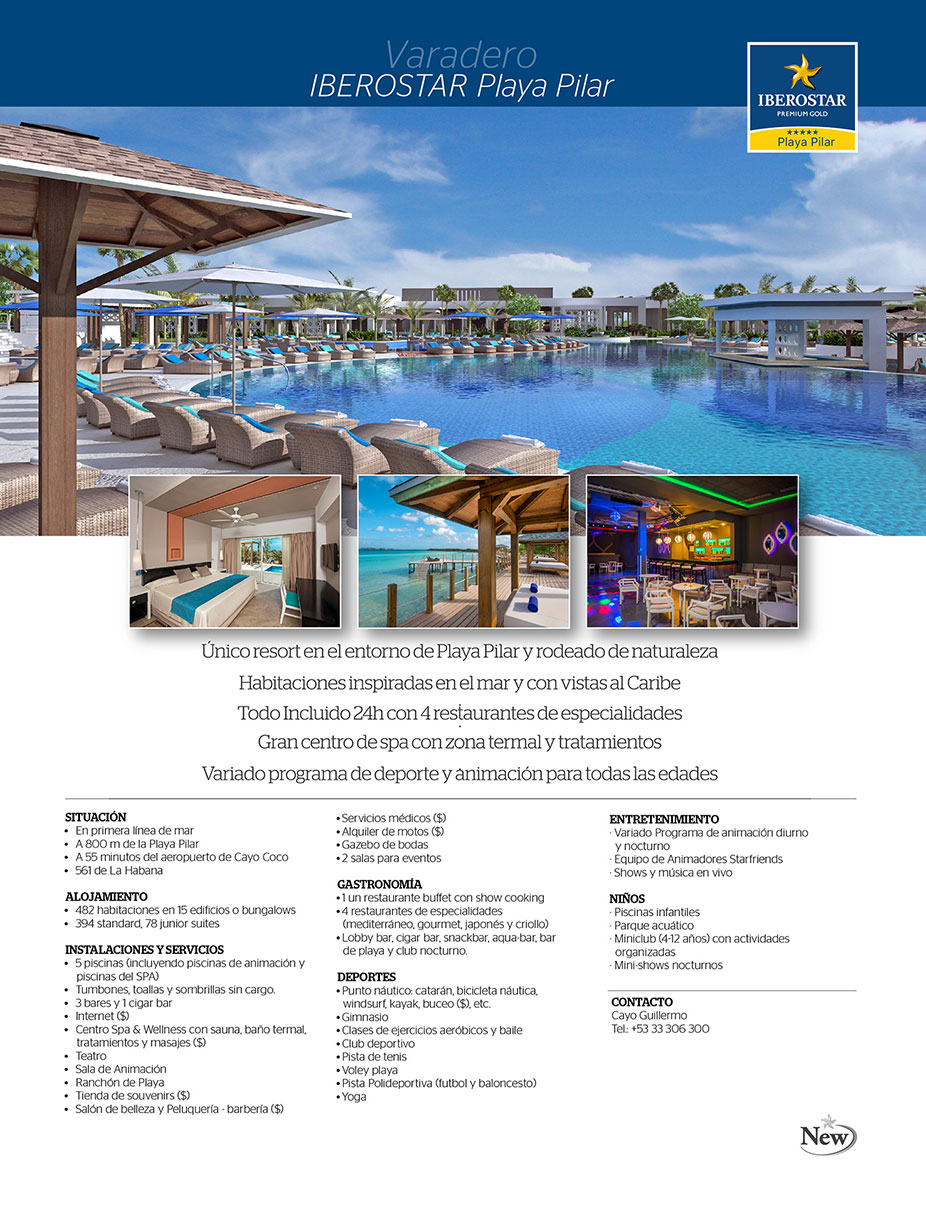 Varadero
IBEROSTAR Playa Pilar
IBEROSTAR
PREMIUM GOLD
★★★★★
Playa Pilar
Único resort en el entorno de Playa Pilar y rodeado de naturaleza
Habitaciones inspiradas en el mar y con vistas al Caribe
Todo Incluido 24h con 4 restaurantes de especialidades
Gran centro de spa con zona termal y tratamientos
Variado programa de deporte y animación para todas las edades
SITUACIÓN
• En primera línea de mar
• A 800 m de la Playa Pilar
• A 55 minutos del aeropuerto de Cayo Coco
• 561 de La Habana
ALOJAMIENTO
• 482 habitaciones en 15 edificios o bungalows
• 394 standard, 78 junior suites
INSTALACIONES Y SERVICIOS
• 5 piscinas (incluyendo piscinas de animación y
piscinas del SPA)
• Tumbones, toallas y sombrillas sin cargo.
• 3 bares y 1 cigar bar
• Internet ($)
• Centro Spa & Wellness con sauna, baño termal,
tratamientos y masajes ($)
• Teatro
• Sala de Animación
• Ranchón de Playa
• Tienda de souvenirs ($)
• Salón de belleza y Peluquería - barbería ($)
• Servicios médicos ($)
• Alquiler de motos ($)
• Gazebo de bodas
• 2 salas para eventos
GASTRONOMÍA
• 1 un restaurante buffet con show cooking
• 4 restaurantes de especialidades
(mediterráneo, gourmet, japonés y criollo)
• Lobby bar, cigar bar, snackbar, aqua-bar, bar
de playa y club nocturno.
DEPORTES
• Punto náutico: catarán, bicicleta náutica,
windsurf, kayak, buceo ($), etc.
• Gimnasio
• Clases de ejercicios aeróbicos y baile
• Club deportivo
• Pista de tenis
• Voley playa
• Pista Polideportiva (futbol y baloncesto)
• Yoga
ENTRETENIMIENTO
· Variado Programa de animación diurno
y nocturno
· Equipo de Animadores Starfriends
· Shows y música en vivo
NIÑOS
· Piscinas infantiles
· Parque acuático
· Miniclub (4-12 años) con actividades
organizadas
· Mini-shows nocturnos
CONTACTO
Cayo Guillermo
Tel.: +53 33 306 300
New